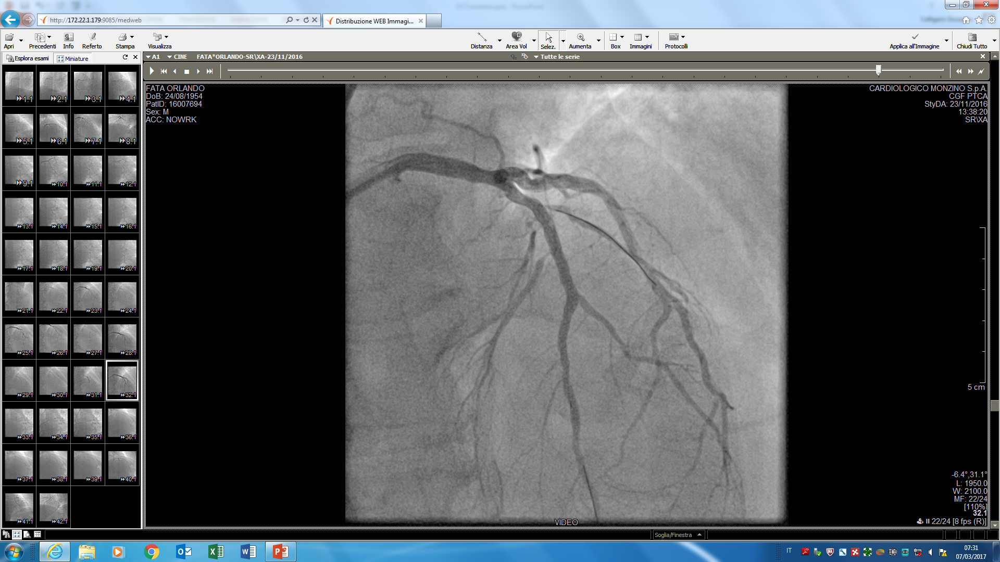 http://172.22.1.179:9085/medweb
Distribuzione WEB Immagi...
Apri
Precedenti
Info
Referto
Stampa
Visualizza
Distanza
Area Vol
Selez.
Aumenta
Box
Immagini
Protocolli
Applica all'Immagine
Chiudi Tutto
Esplora esami
Miniature
A1
CINE
FATA*ORLANDO-SR\XA-23/11/2016
Tutte le serie
1.1
2.1
3.1
4.1
5.1
6.1
7.1
8.1
9.1
10.1
11.1
12.1
13.1
14.1
15.1
16.1
17.1
18.1
19.1
20.1
21.1
22.1
23.1
24.1
25.1
26.1
27.1
28.1
29.1
30.1
31.1
32.1
33.1
34.1
35.1
36.1
37.1
38.1
39.1
40.1
41.1
42.1
FATA ORLANDO
DoB: 24/08/1954
PatID: 16007694
Sex: M
ACC: NOWRK
CARDIOLOGICO MONZINO S.p.A.
CGF PTCA
StyDA: 23/11/2016
13:38:20
SR\XA
5 cm
-6.4°,31.1°
L: 1950.0
W: 2100.0
MF: 22/24
[110%]
32.1
22/24 [8 fps (R)]
VIDEO
Soglia/Finestra
IT
07:31
07/03/2017